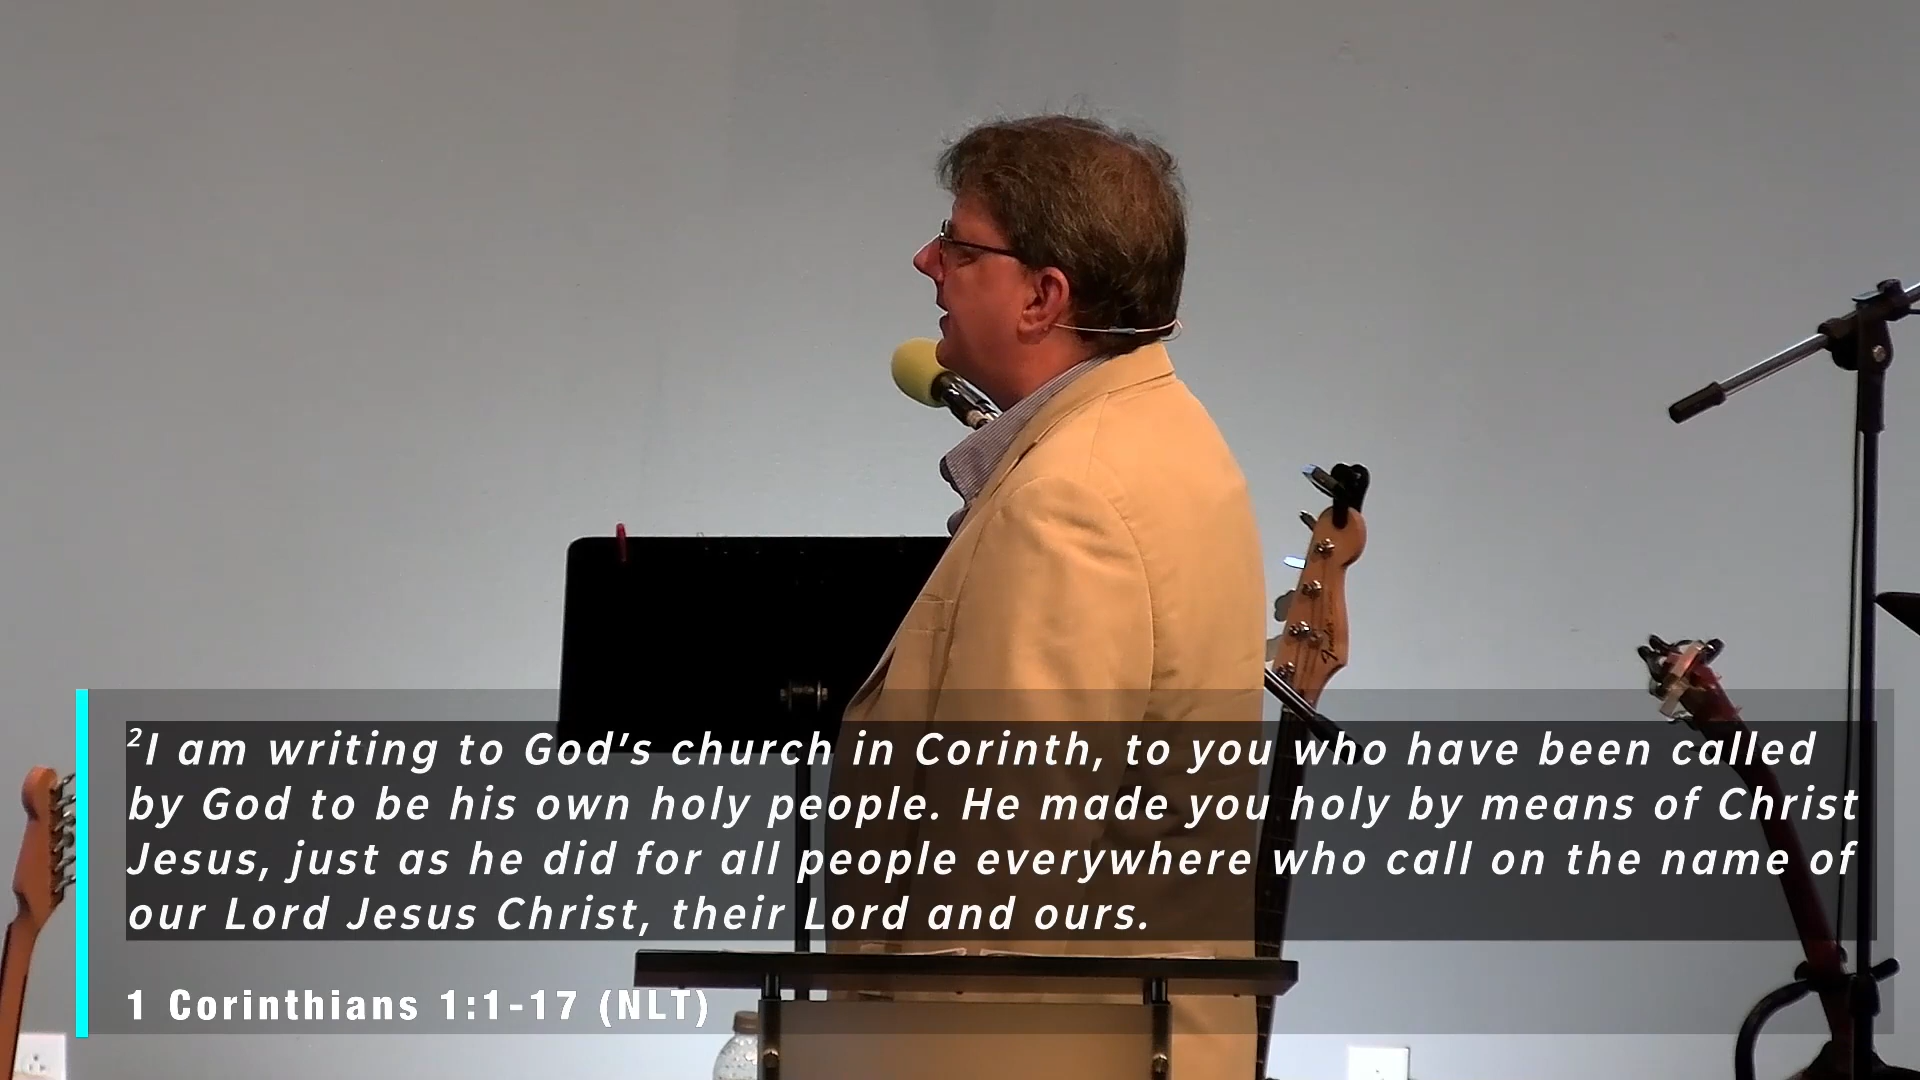 ²I am writing to God's church in Corinth, to you who have been called
by God to be his own holy people. He made you holy by means of Christ
Jesus, just as he did for all people everywhere who call on the name of
our Lord Jesus Christ, their Lord and ours.
1 Corinthians 1:1-17 (NLT)
Fender